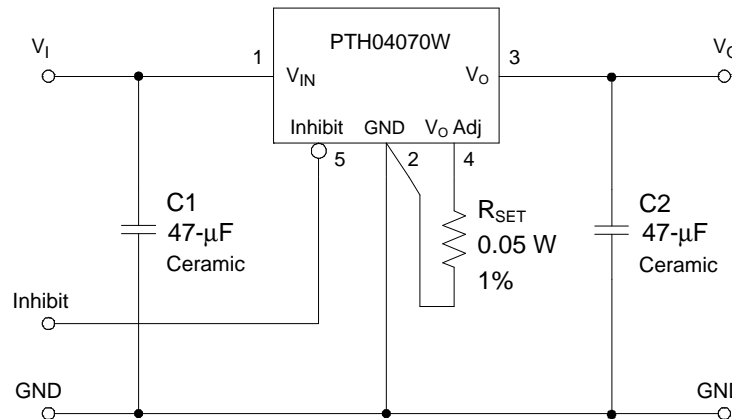 PTH04070W
V_I
1
3
V_O
V_IN
V_O
Inhibit
GND
V_O Adj
5
2
4
C1
47-μF
Ceramic
R_SET
0.05 W
1%
C2
47-μF
Ceramic
Inhibit
GND